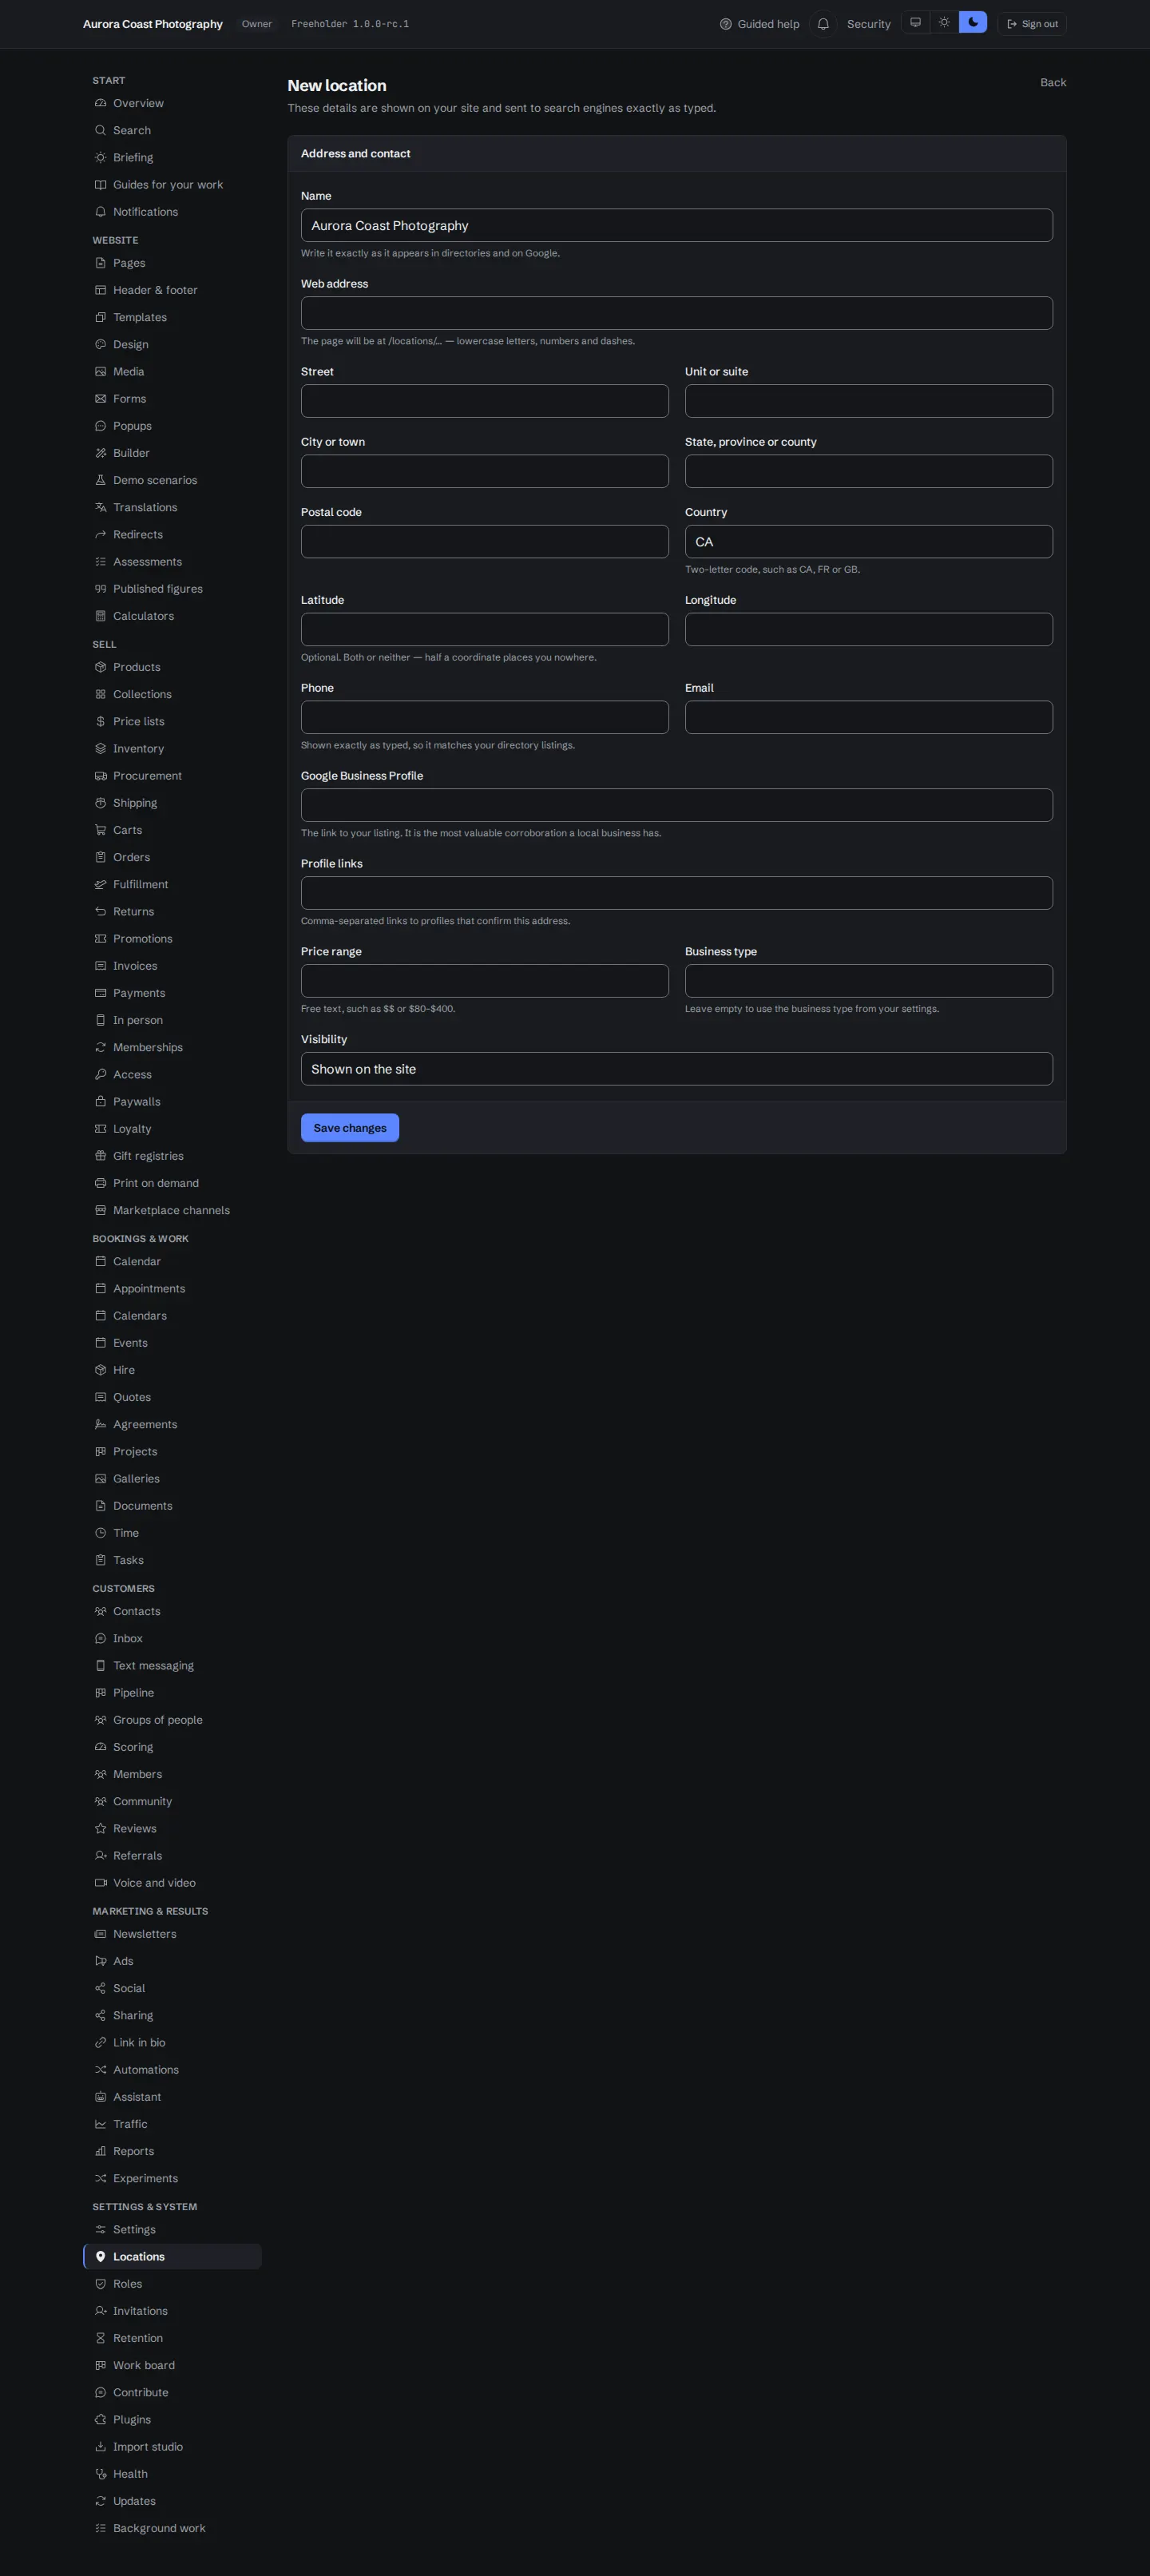 Aurora Coast Photography
Owner
Freeholder 1.0.0-rc.1
Guided help
Security
Sign out
START
Overview
Search
Briefing
Guides for your work
Notifications
WEBSITE
Pages
Header & footer
Templates
Design
Media
Forms
Popups
Builder
Demo scenarios
Translations
Redirects
Assessments
Published figures
Calculators
SELL
Products
Collections
Price lists
Inventory
Procurement
Shipping
Carts
Orders
Fulfillment
Returns
Promotions
Invoices
Payments
In person
Memberships
Access
Paywalls
Loyalty
Gift registries
Print on demand
Marketplace channels
BOOKINGS & WORK
Calendar
Appointments
Calendars
Events
Hire
Quotes
Agreements
Projects
Galleries
Documents
Time
Tasks
CUSTOMERS
Contacts
Inbox
Text messaging
Pipeline
Groups of people
Scoring
Members
Community
Reviews
Referrals
Voice and video
MARKETING & RESULTS
Newsletters
Ads
Social
Sharing
Link in bio
Automations
Assistant
Traffic
Reports
Experiments
SETTINGS & SYSTEM
Settings
Locations
Roles
Invitations
Retention
Work board
Contribute
Plugins
Import studio
Health
Updates
Background work
New location
Back
These details are shown on your site and sent to search engines exactly as typed.
Address and contact
Name
Aurora Coast Photography
Write it exactly as it appears in directories and on Google.
Web address
The page will be at /locations/… — lowercase letters, numbers and dashes.
Street
Unit or suite
City or town
State, province or county
Postal code
Country
CA
Two-letter code, such as CA, FR or GB.
Latitude
Longitude
Optional. Both or neither — half a coordinate places you nowhere.
Phone
Email
Shown exactly as typed, so it matches your directory listings.
Google Business Profile
The link to your listing. It is the most valuable corroboration a local business has.
Profile links
Comma-separated links to profiles that confirm this address.
Price range
Business type
Free text, such as $$ or $80–$400.
Leave empty to use the business type from your settings.
Visibility
Shown on the site
Save changes